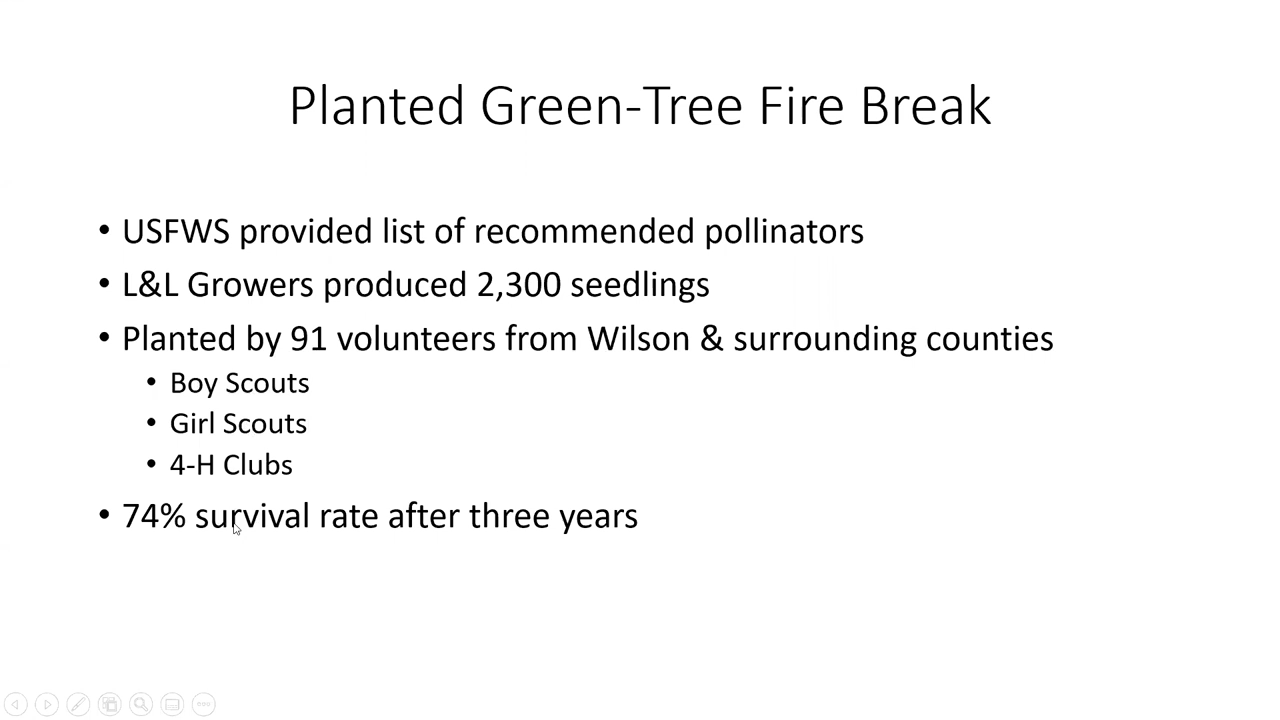 Planted Green-Tree Fire Break
• USFWS provided list of recommended pollinators
• L&L Growers produced 2,300 seedlings
• Planted by 91 volunteers from Wilson & surrounding counties
• Boy Scouts
• Girl Scouts
• 4-H Clubs
• 74% survival rate after three years